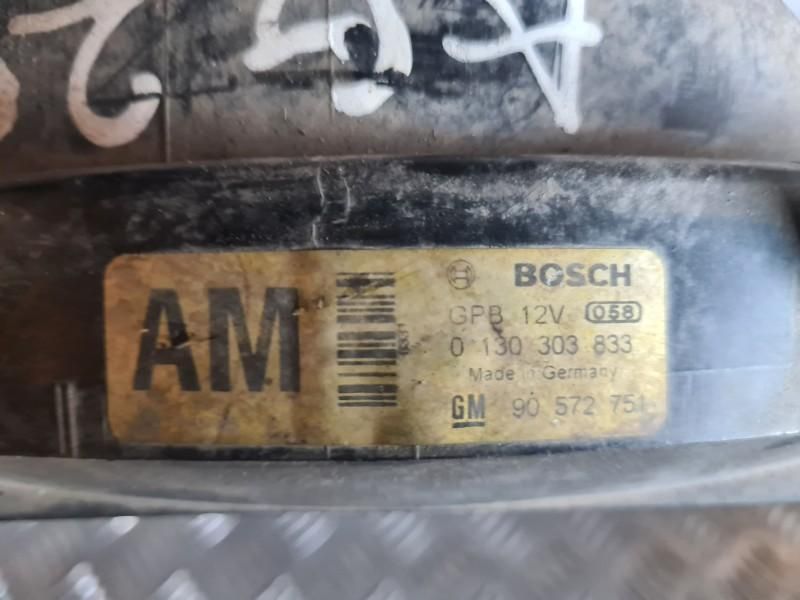 AM
BOSCH
GPB 12V 058
0 130 303 833
Made in Germany
GM 90 572 751